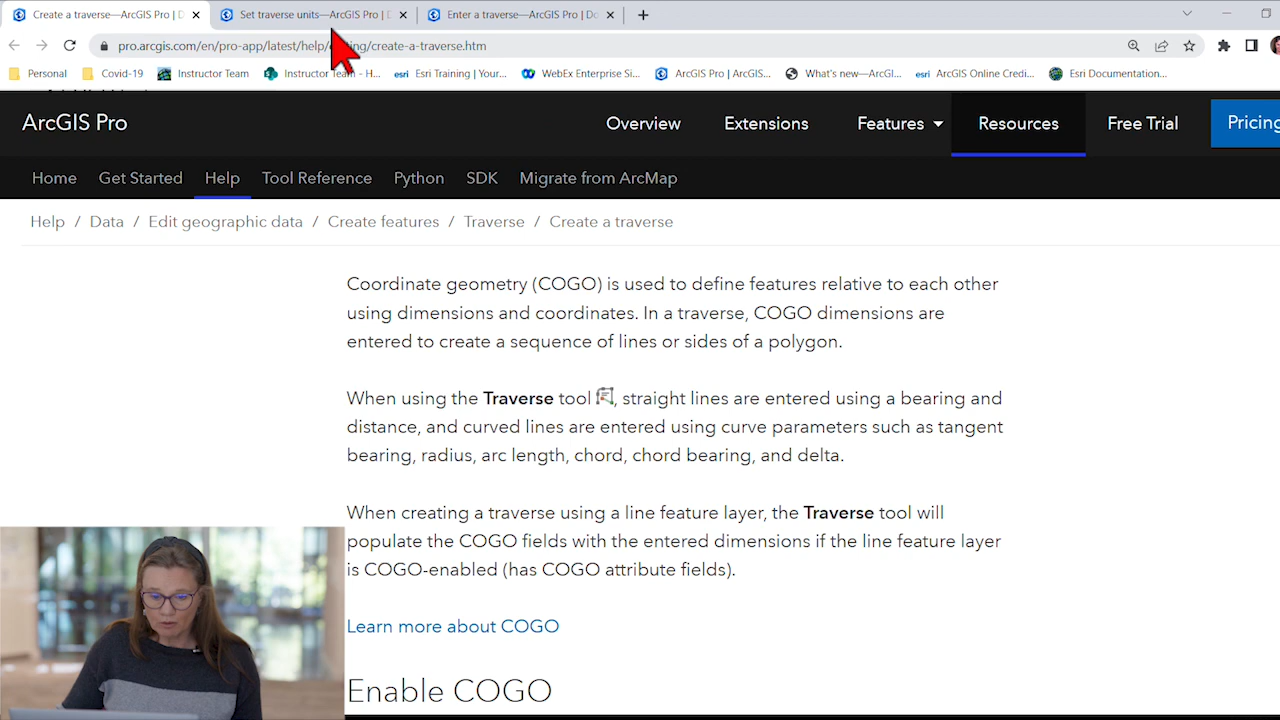 Create a traverse—ArcGIS Pro | D
Set traverse units—ArcGIS Pro | D
Enter a traverse—ArcGIS Pro | Do
pro.arcgis.com/en/pro-app/latest/help/ ing/create-a-traverse.htm
Personal
Covid-19
Instructor Team
Instructor Team - H...
esri Esri Training | Your...
WebEx Enterprise Si...
ArcGIS Pro | ArcGIS...
What's new—ArcGI...
esri ArcGIS Online Credi...
Esri Documentation...
ArcGIS Pro
Overview
Extensions
Features
Resources
Free Trial
Pricing
Home
Get Started
Help
Tool Reference
Python
SDK
Migrate from ArcMap
Help / Data / Edit geographic data / Create features / Traverse / Create a traverse
Coordinate geometry (COGO) is used to define features relative to each other
using dimensions and coordinates. In a traverse, COGO dimensions are
entered to create a sequence of lines or sides of a polygon.
When using the Traverse tool , straight lines are entered using a bearing and
distance, and curved lines are entered using curve parameters such as tangent
bearing, radius, arc length, chord, chord bearing, and delta.
When creating a traverse using a line feature layer, the Traverse tool will
populate the COGO fields with the entered dimensions if the line feature layer
is COGO-enabled (has COGO attribute fields).
Learn more about COGO
Enable COGO